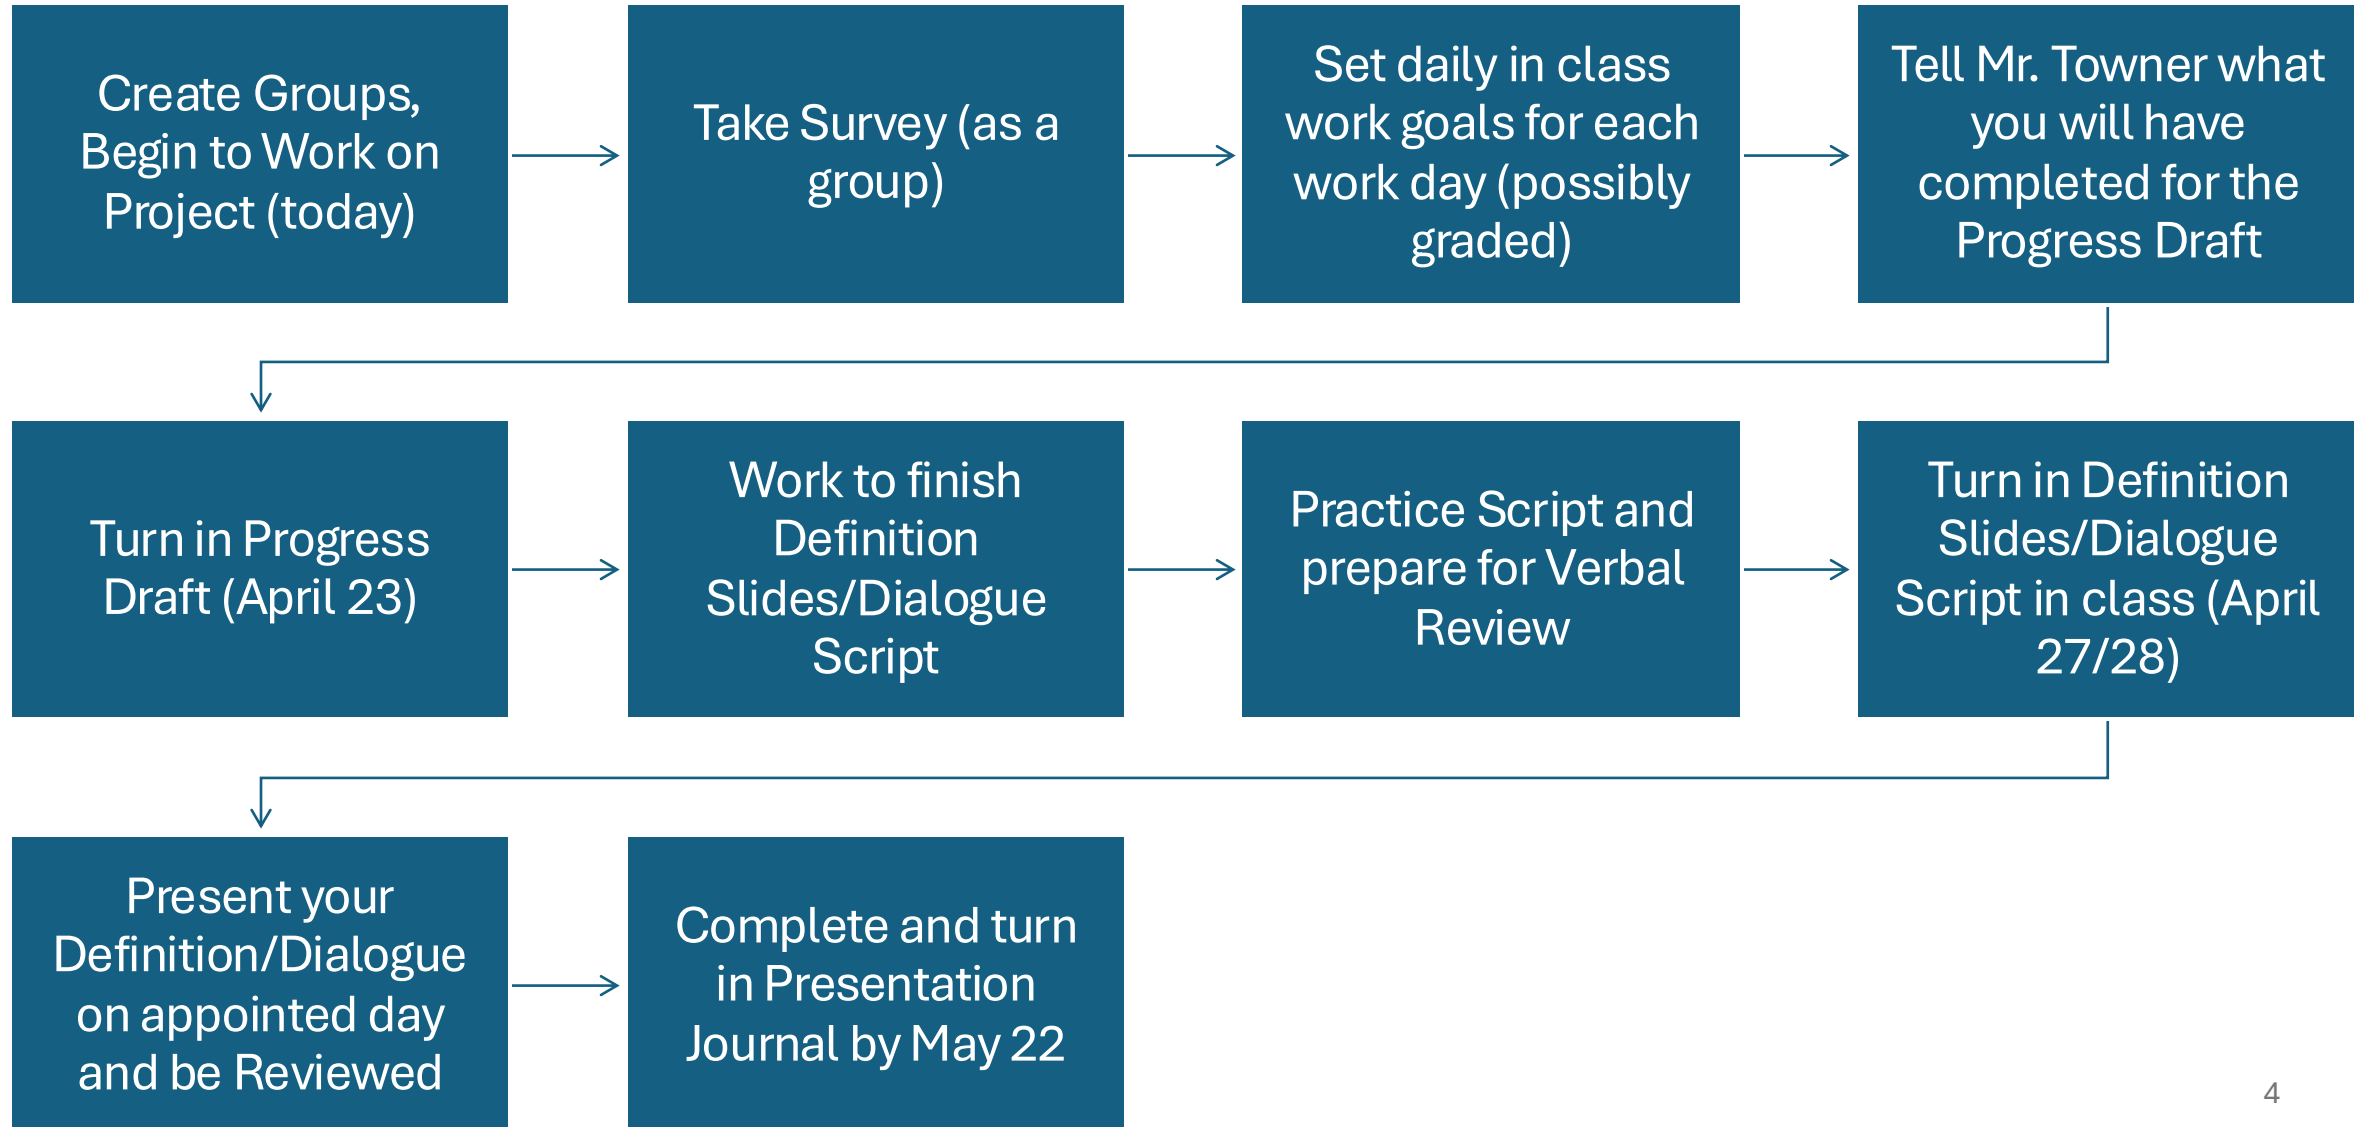 Create Groups,
Begin to Work on
Project (today)
Take Survey (as a
group)
Set daily in class
work goals for each
work day (possibly
graded)
Tell Mr. Towner what
you will have
completed for the
Progress Draft
Turn in Progress
Draft (April 23)
Work to finish
Definition
Slides/Dialogue
Script
Practice Script and
prepare for Verbal
Review
Turn in Definition
Slides/Dialogue
Script in class (April
27/28)
Present your
Definition/Dialogue
on appointed day
and be Reviewed
Complete and turn
in Presentation
Journal by May 22
4